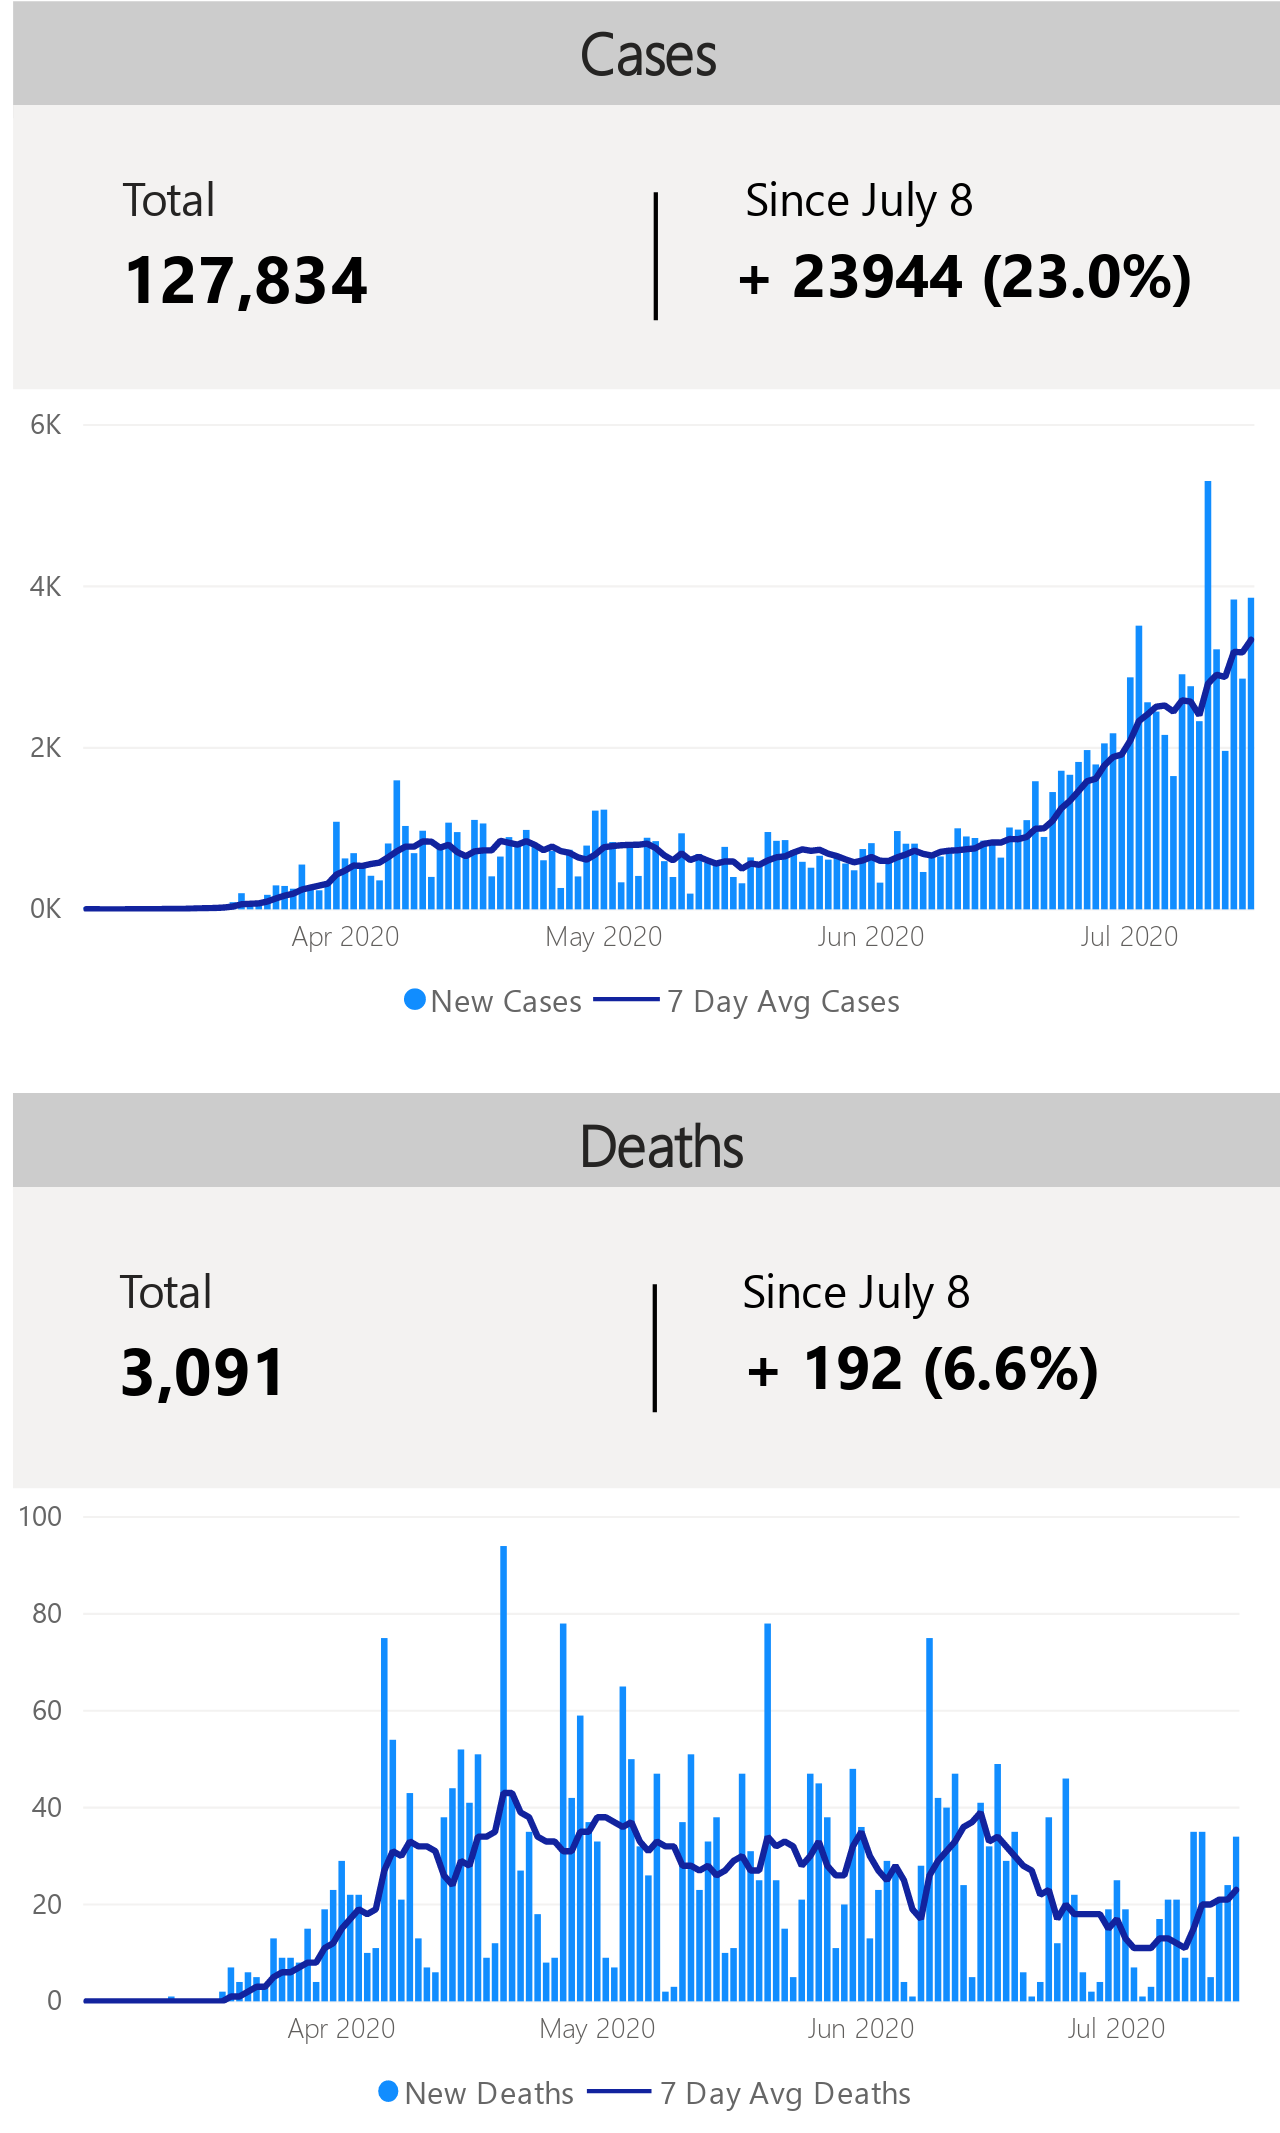 Cases
Total
Since July 8
127,834
+ 23944 (23.0%)
6K
4K
2K
0K
Apr 2020
May 2020
Jun 2020
Jul 2020
New Cases
7 Day Avg Cases
Deaths
Total
Since July 8
3,091
+ 192 (6.6%)
100
80
60
40
20
0
Apr 2020
May 2020
Jun 2020
Jul 2020
New Deaths
7 Day Avg Deaths